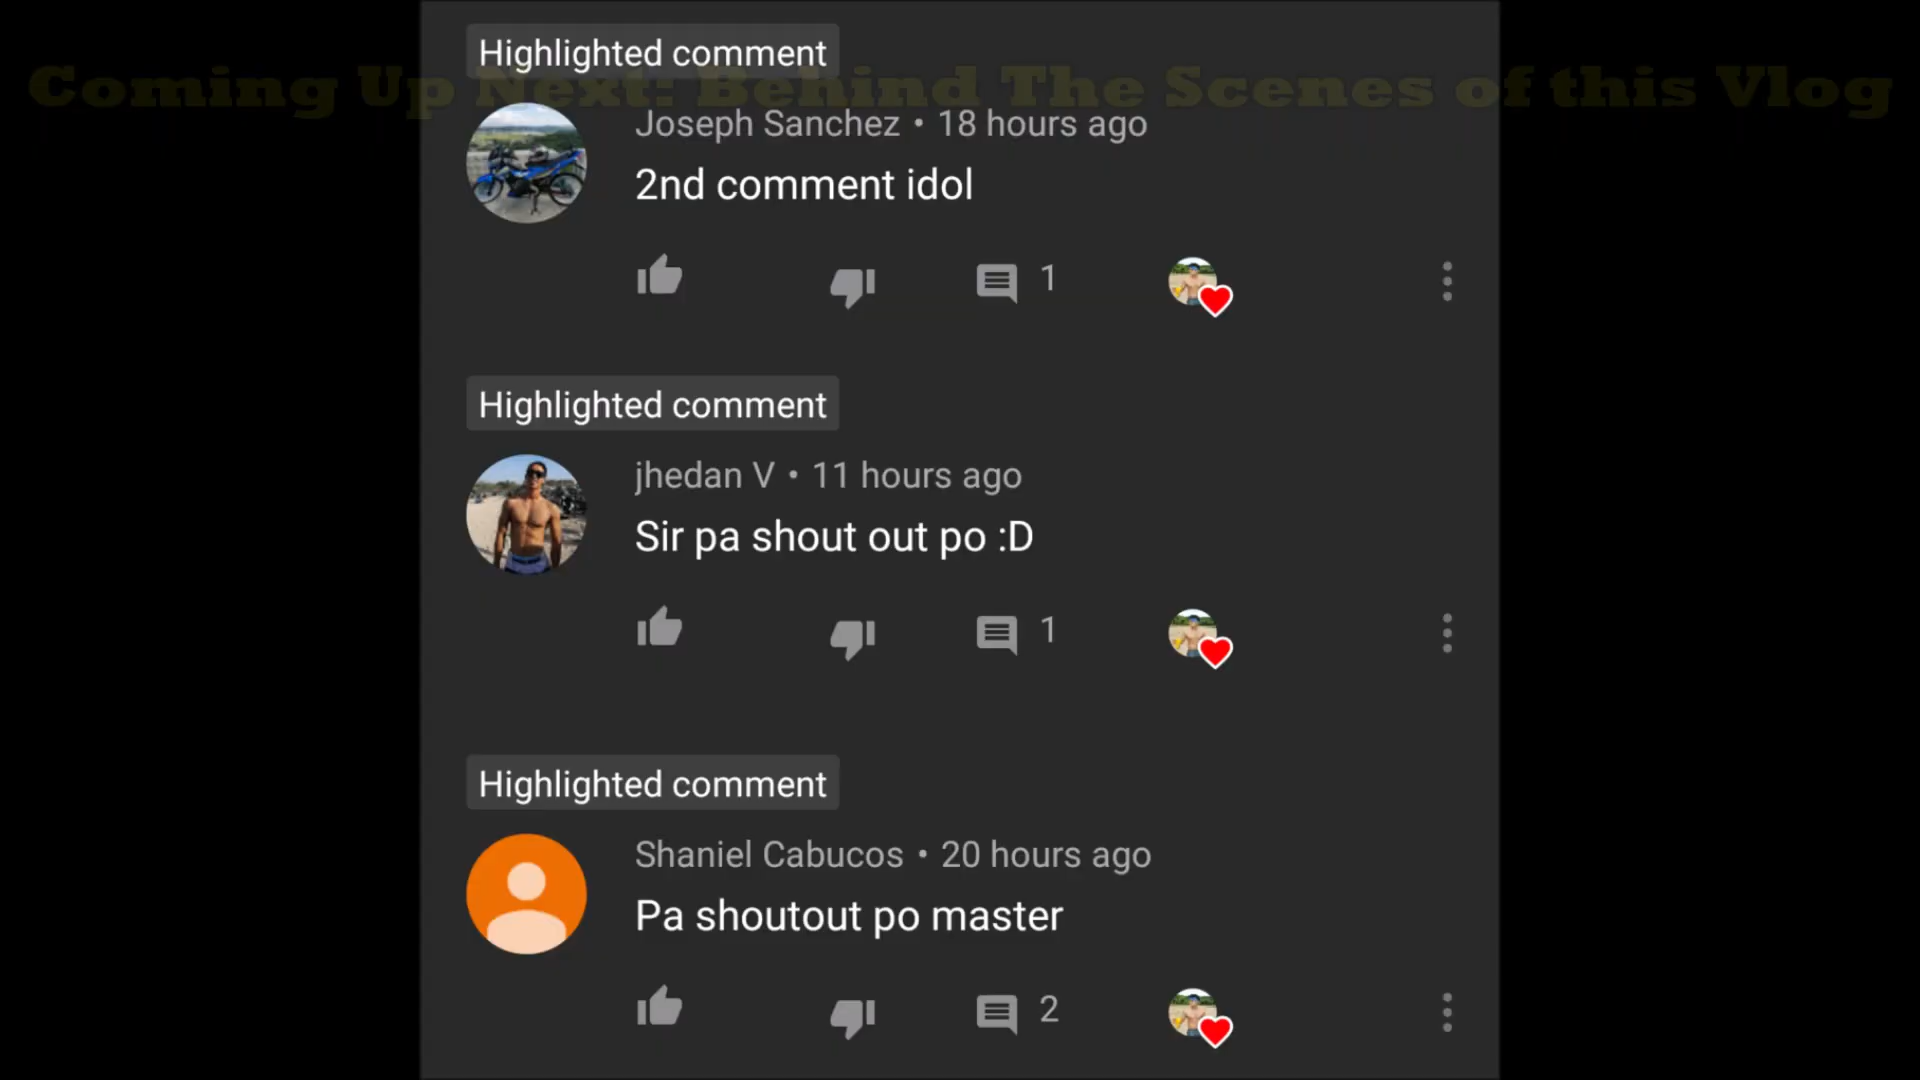 Coming Up Next: Behind The Scenes of this Vlog
Highlighted comment
Joseph Sanchez • 18 hours ago
2nd comment idol
1
Highlighted comment
jhedan V • 11 hours ago
Sir pa shout out po :D
1
Highlighted comment
Shaniel Cabucos • 20 hours ago
Pa shoutout po master
2